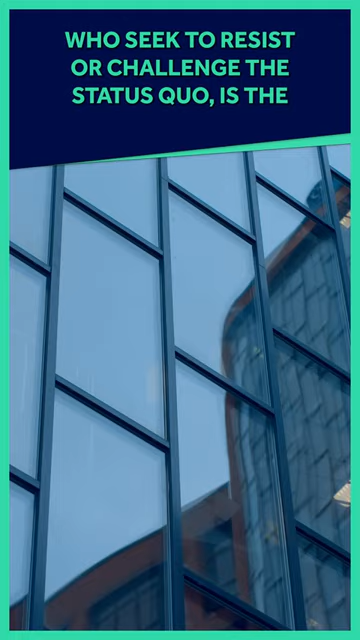 WHO SEEK TO RESIST
OR CHALLENGE THE
STATUS QUO, IS THE